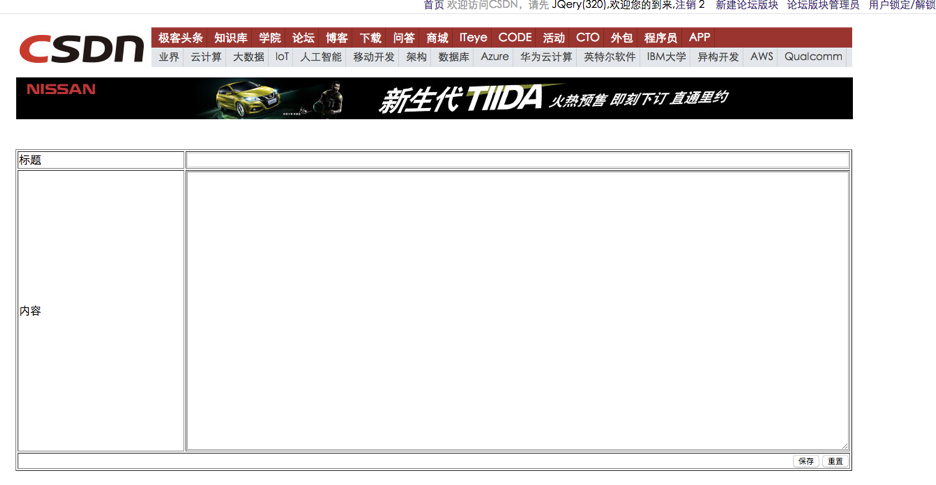 首页 欢迎访问CSDN，请先 JQery(320),欢迎您的到来,注销 2 新建论坛版块 论坛版块管理员 用户锁定/解锁
CSDN
极客头条 知识库 学院 论坛 博客 下载 问答 商城 ITeye CODE 活动 CTO 外包 程序员 APP
业界 云计算 大数据 IoT 人工智能 移动开发 架构 数据库 Azure 华为云计算 英特尔软件 IBM大学 异构开发 AWS Qualcomm
NISSAN
新生代 TIIDA 火热预售 即刻下订 直通里约
标题
内容
保存 重置